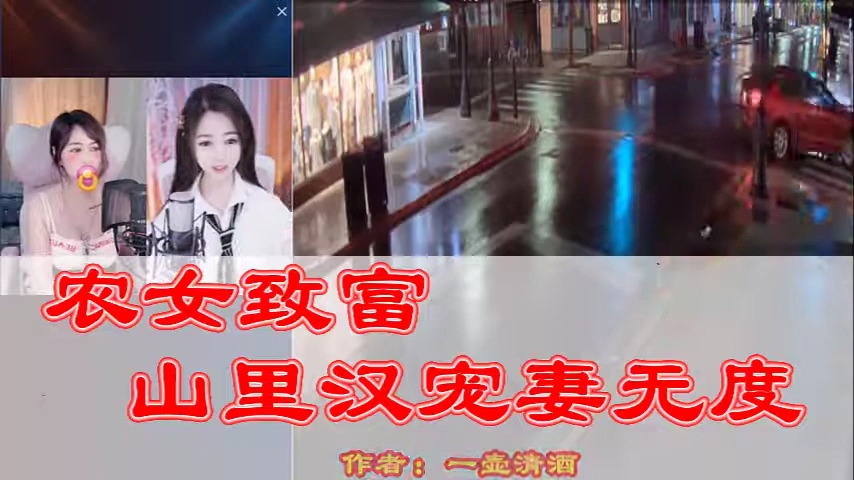 农女致富
山里汉宠妻无度
作者：一壶清酒